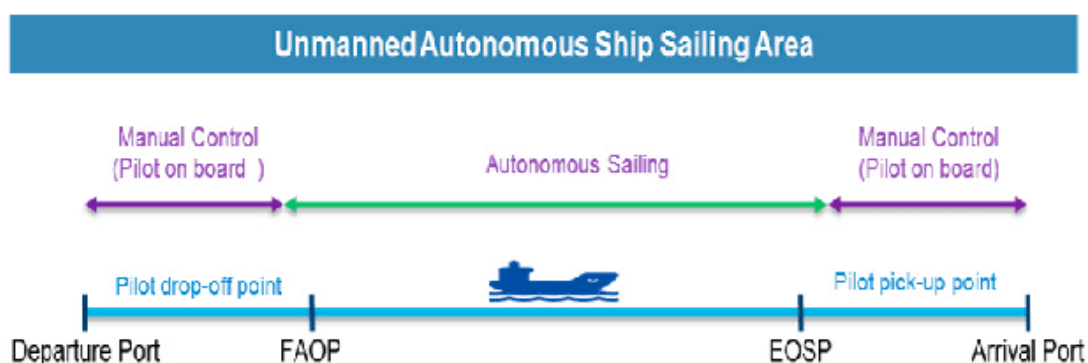 Unmanned Autonomous Ship Sailing Area
Manual Control
(Pilot on board )
Autonomous Sailing
Manual Control
(Pilot on board)
Pilot drop-off point
Pilot pick-up point
Departure Port
FAOP
EOSP
Arrival Port